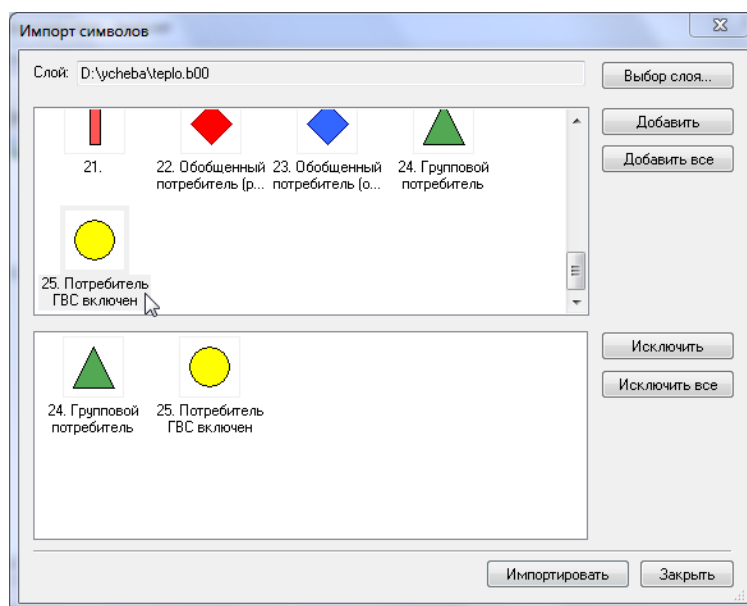 Импорт символов
Слой: D:\ycheba\teplo.b00
Выбор слоя...
Добавить
Добавить все
21.
22. Обобщенный
потребитель (р...
23. Обобщенный
потребитель (о...
24. Групповой
потребитель
25. Потребитель
ГВС включен
Исключить
Исключить все
24. Групповой
потребитель
25. Потребитель
ГВС включен
Импортировать
Закрыть